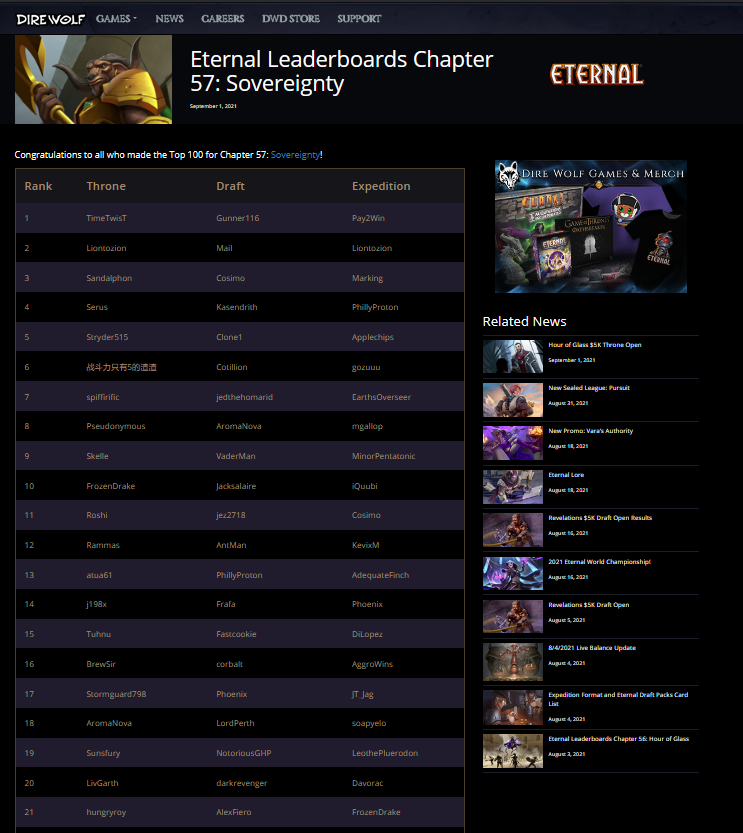 DIRE WOLF GAMES NEWS CAREERS DWD STORE SUPPORT
Eternal Leaderboards Chapter
57: Sovereignty
September 1, 2021
ETERNAL
Congratulations to all who made the Top 100 for Chapter 57: Sovereignty!
Rank Throne Draft Expedition
1 TimeTwisT Gunner116 Pay2Win
2 Liontozion Mail Liontozion
3 Sandalphon Cosimo Marking
4 Serus Kasendrith PhillyProton
5 Stryder515 Clone1 Applechips
6 战斗力只有5的渣渣 Cotillion gozuuu
7 spiffirific jedthehomarid EarthsOverseer
8 Pseudonymous AromaNova mgallop
9 Skelle VaderMan MinorPentatonic
10 FrozenDrake Jacksalaire iQuubi
11 Roshi jez2718 Cosimo
12 Rammas AntMan KevixM
13 atua61 PhillyProton AdequateFinch
14 j198x Frafa Phoenix
15 Tuhnu Fastcookie DiLopez
16 BrewSir corbalt AggroWins
17 Stormguard798 Phoenix JT_Jag
18 AromaNova LordPerth soapyelo
19 Sunsfury NotoriousGHP LeothePluerodon
20 LivGarth darkrevenger Davorac
21 hungryroy AlexFiero FrozenDrake
DIRE WOLF GAMES & MERCH
CLANK!
GAME OF THRONES
OATHBREAKER
ETERNAL
ETERNAL
Related News
Hour of Glass $5K Throne Open
September 1, 2021
New Sealed League: Pursuit
August 31, 2021
New Promo: Vara's Authority
August 18, 2021
Eternal Lore
August 18, 2021
Revelations $5K Draft Open Results
August 16, 2021
2021 Eternal World Championship!
August 16, 2021
Revelations $5K Draft Open
August 5, 2021
8/4/2021 Live Balance Update
August 4, 2021
Expedition Format and Eternal Draft Packs Card
List
August 4, 2021
Eternal Leaderboards Chapter 56: Hour of Glass
August 3, 2021